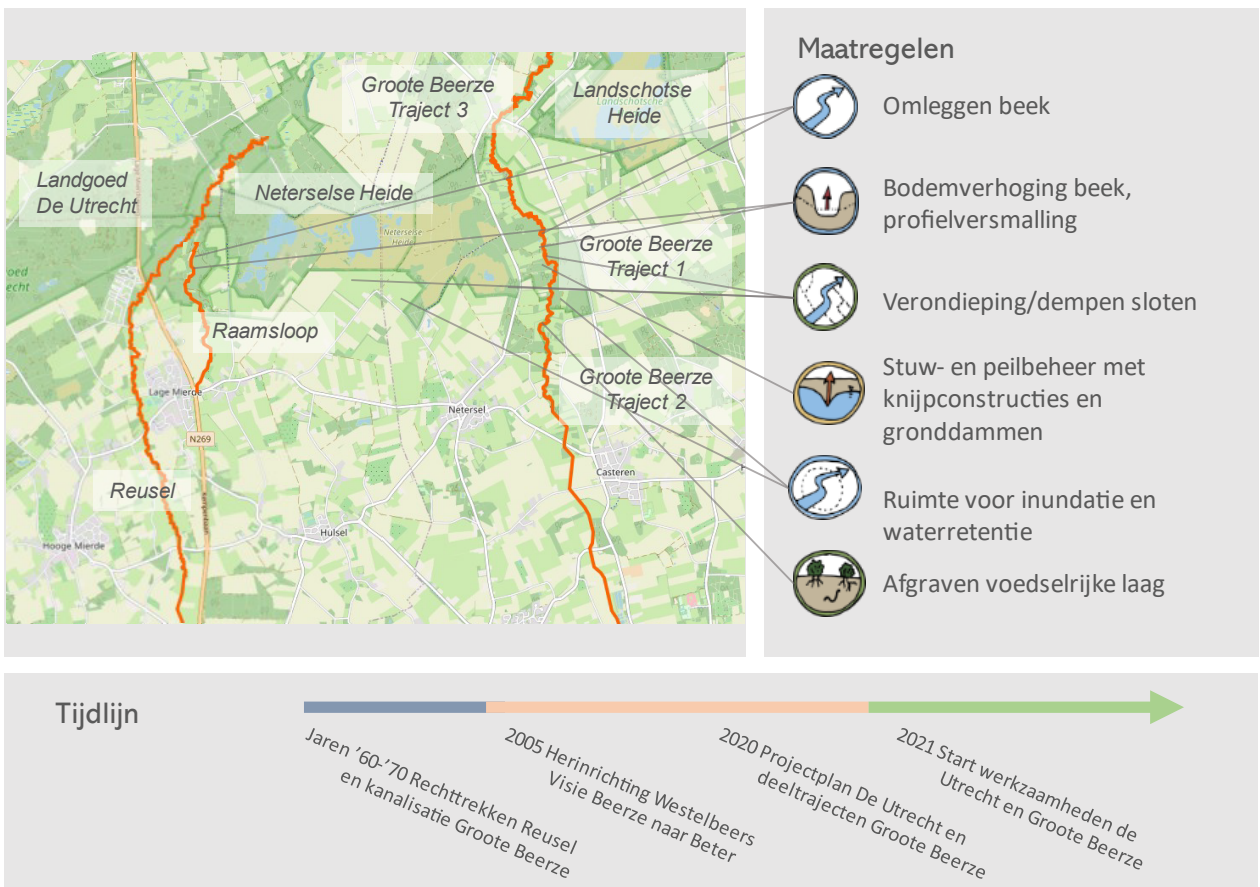 Groote Beerze
Traject 3
Landschotse
Heide
Landschotsche
Landgoed
De Utrecht
Neterselse Heide
Neterselse
Heide
Groote Beerze
Traject 1
Raamsloop
Groote Beerze
Traject 2
Lage Mierde
Netersel
N269
Casteren
Reusel
Hulsel
Hooge Mierde
Maatregelen
Omleggen beek
Bodemverhoging beek,
profielversmalling
Verondieping/dempen sloten
Stuw- en peilbeheer met
knijpconstructies en
gronddammen
Ruimte voor inundatie en
waterretentie
Afgraven voedselrijke laag
Tijdlijn
Jaren '60-'70 Rechttrekken Reusel
en kanalisatie Groote Beerze
2005 Herinrichting Westelbeers
Visie Beerze naar Beter
2020 Projectplan De Utrecht en
deeltrajecten Groote Beerze
2021 Start werkzaamheden de
Utrecht en Groote Beerze